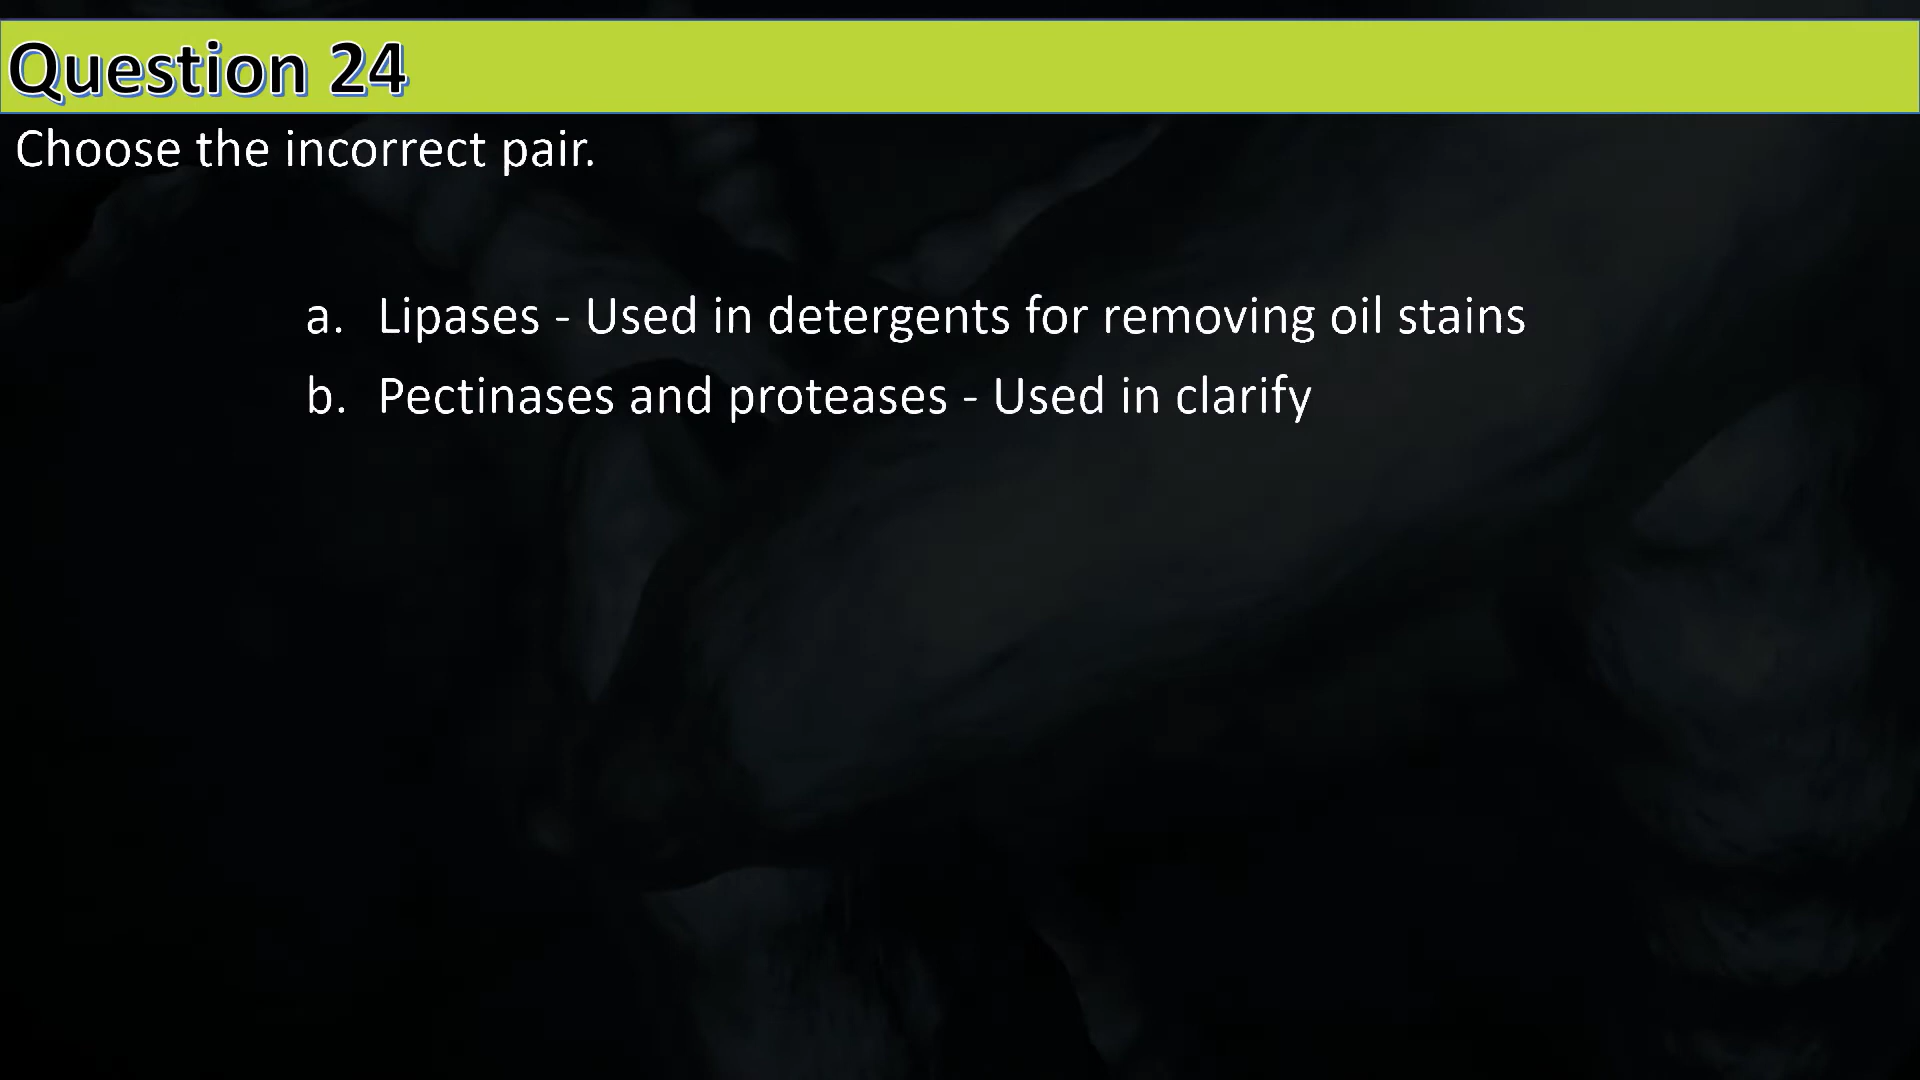 Question 24
Choose the incorrect pair.
a. Lipases - Used in detergents for removing oil stains
b. Pectinases and proteases - Used in clarify